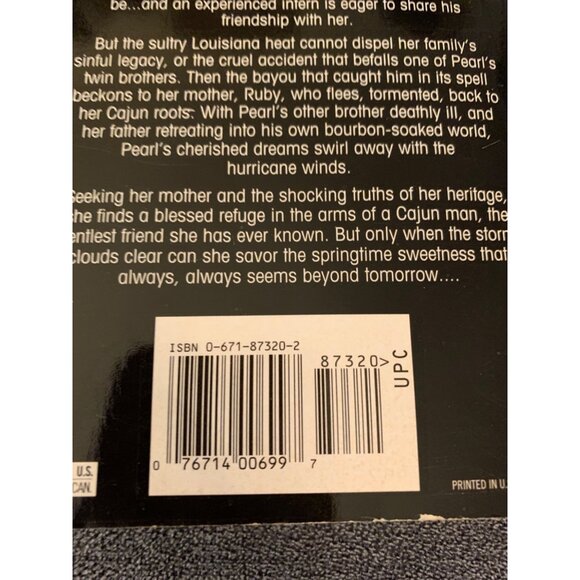 be...and an experienced intern is eager to share his
friendship with her.
But the sultry Louisiana heat cannot dispel her family's
sinful legacy, or the cruel accident that befalls one of Pearl's
twin brothers. Then the bayou that caught him in its spell
beckons to her mother, Ruby, who flees, tormented, back to
her Cajun roots. With Pearl's other brother deathly ill, and
her father retreating into his own bourbon-soaked world,
Pearl's cherished dreams swirl away with the
hurricane winds.
Seeking her mother and the shocking truths of her heritage,
she finds a blessed refuge in the arms of a Cajun man, the
entlest friend she has ever known. But only when the storm
clouds clear can she savor the springtime sweetness that
always, always seems beyond tomorrow....
ISBN 0-671-87320-2
87320>
UPC
0 76714 00699 7
U.S.
CAN.
PRINTED IN U.